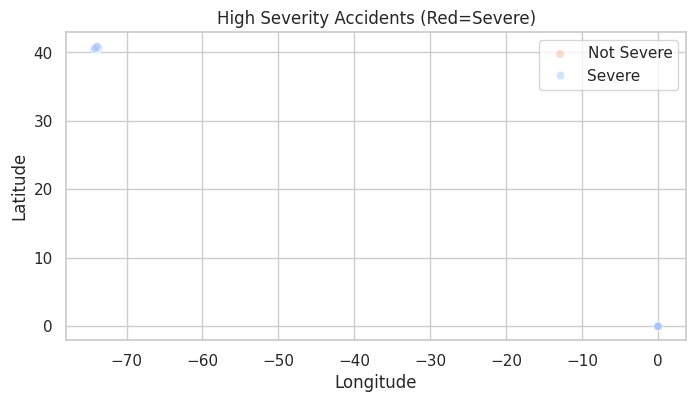 High Severity Accidents (Red=Severe)
Not Severe
Severe
40
30
20
10
0
Latitude
−70
−60
−50
−40
−30
−20
−10
0
Longitude